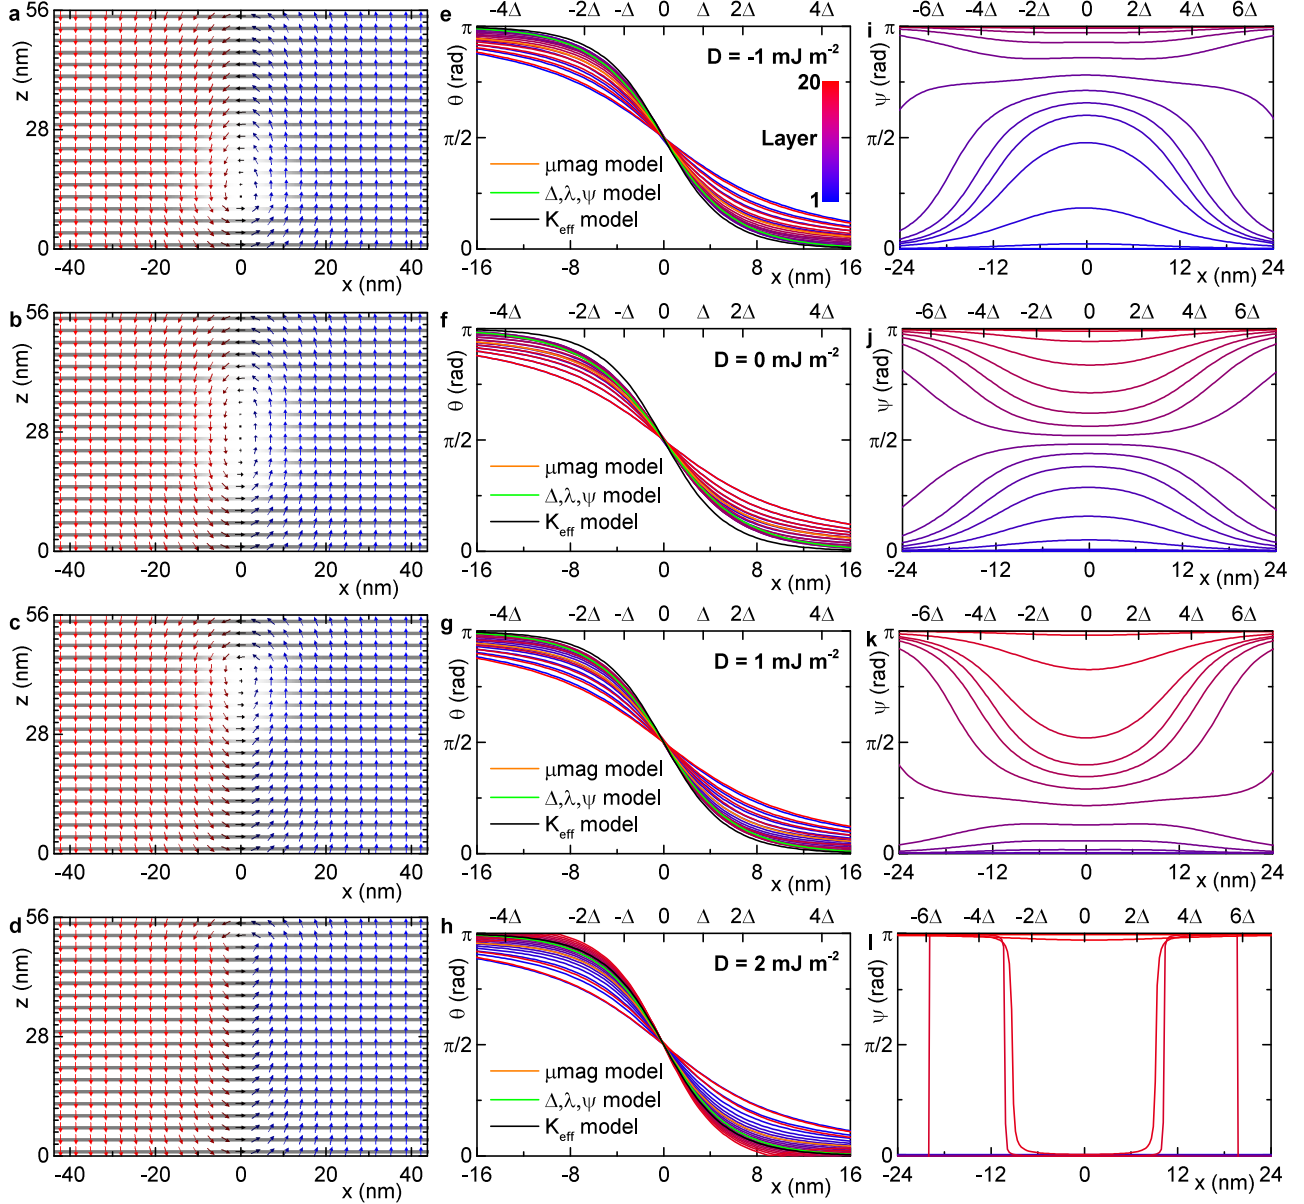 a
56
z (nm)
28
0
-40 -20 0 20 40
x (nm)
e
-4Δ -2Δ -Δ 0 Δ 2Δ 4Δ
π
θ (rad)
π/2
0
D = -1 mJ m-2
20
Layer
1
μmag model
Δ,λ,ψ model
Keff model
-16 -8 0 8 16
x (nm)
i
-6Δ -4Δ -2Δ 0 2Δ 4Δ 6Δ
π
ψ (rad)
π/2
0
-24 -12 0 12 24
x (nm)
b
56
z (nm)
28
0
-40 -20 0 20 40
x (nm)
f
-4Δ -2Δ -Δ 0 Δ 2Δ 4Δ
π
θ (rad)
π/2
0
D = 0 mJ m-2
μmag model
Δ,λ,ψ model
Keff model
-16 -8 0 8 16
x (nm)
j
-6Δ -4Δ -2Δ 0 2Δ 4Δ 6Δ
π
ψ (rad)
π/2
0
-24 -12 0 12 24
x (nm)
c
56
z (nm)
28
0
-40 -20 0 20 40
x (nm)
g
-4Δ -2Δ -Δ 0 Δ 2Δ 4Δ
π
θ (rad)
π/2
0
D = 1 mJ m-2
μmag model
Δ,λ,ψ model
Keff model
-16 -8 0 8 16
x (nm)
k
-6Δ -4Δ -2Δ 0 2Δ 4Δ 6Δ
π
ψ (rad)
π/2
0
-24 -12 0 12 24
x (nm)
d
56
z (nm)
28
0
-40 -20 0 20 40
x (nm)
h
-4Δ -2Δ -Δ 0 Δ 2Δ 4Δ
π
θ (rad)
π/2
0
D = 2 mJ m-2
μmag model
Δ,λ,ψ model
Keff model
-16 -8 0 8 16
x (nm)
l
-6Δ -4Δ -2Δ 0 2Δ 4Δ 6Δ
π
ψ (rad)
π/2
0
-24 -12 0 12 24
x (nm)